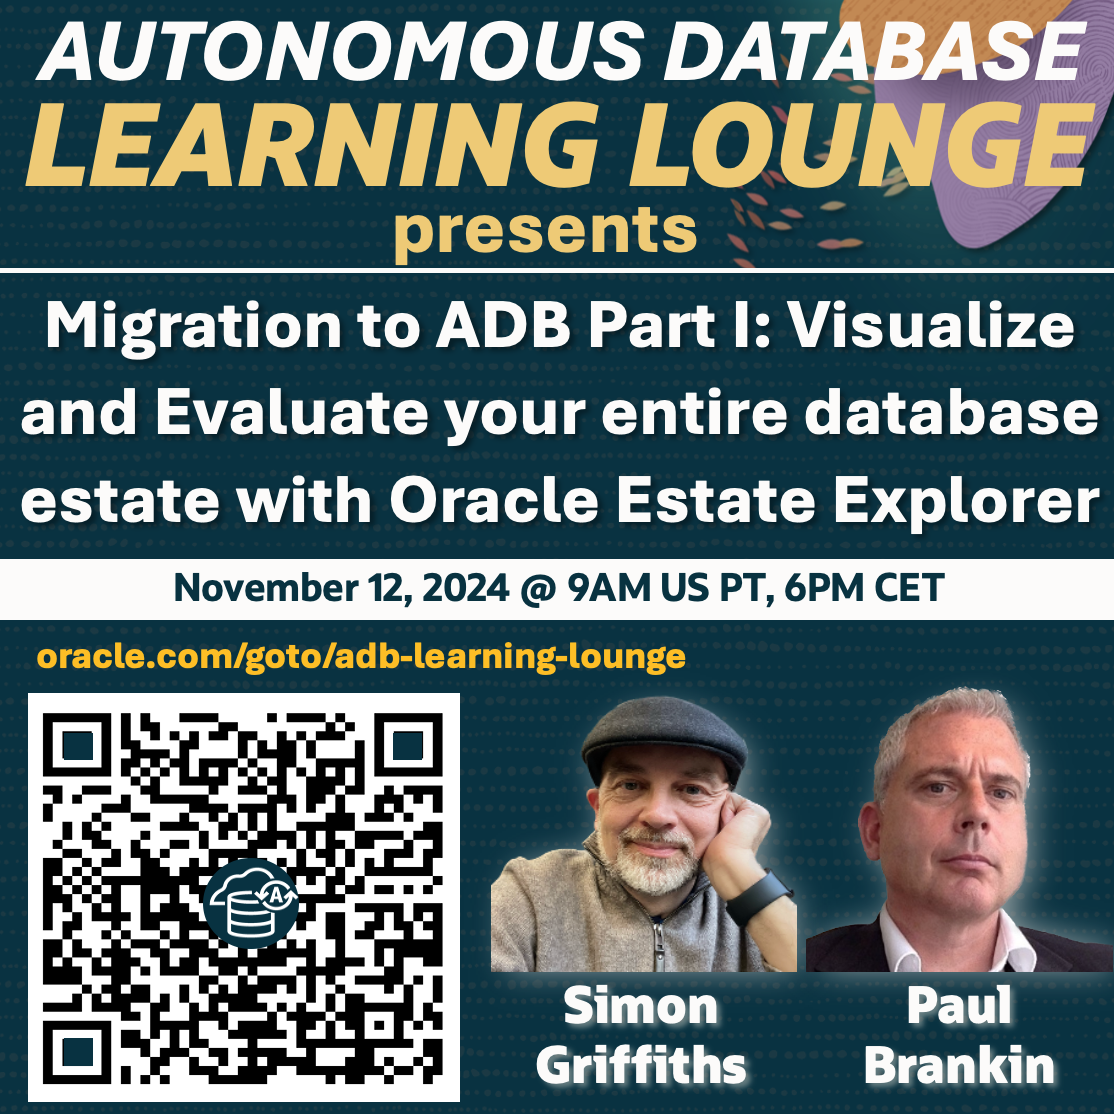 AUTONOMOUS DATABASE
LEARNING LOUNGE
presents
Migration to ADB Part I: Visualize
and Evaluate your entire database
estate with Oracle Estate Explorer
November 12, 2024 @ 9AM US PT, 6PM CET
oracle.com/goto/adb-learning-lounge
A
Simon
Griffiths
Paul
Brankin